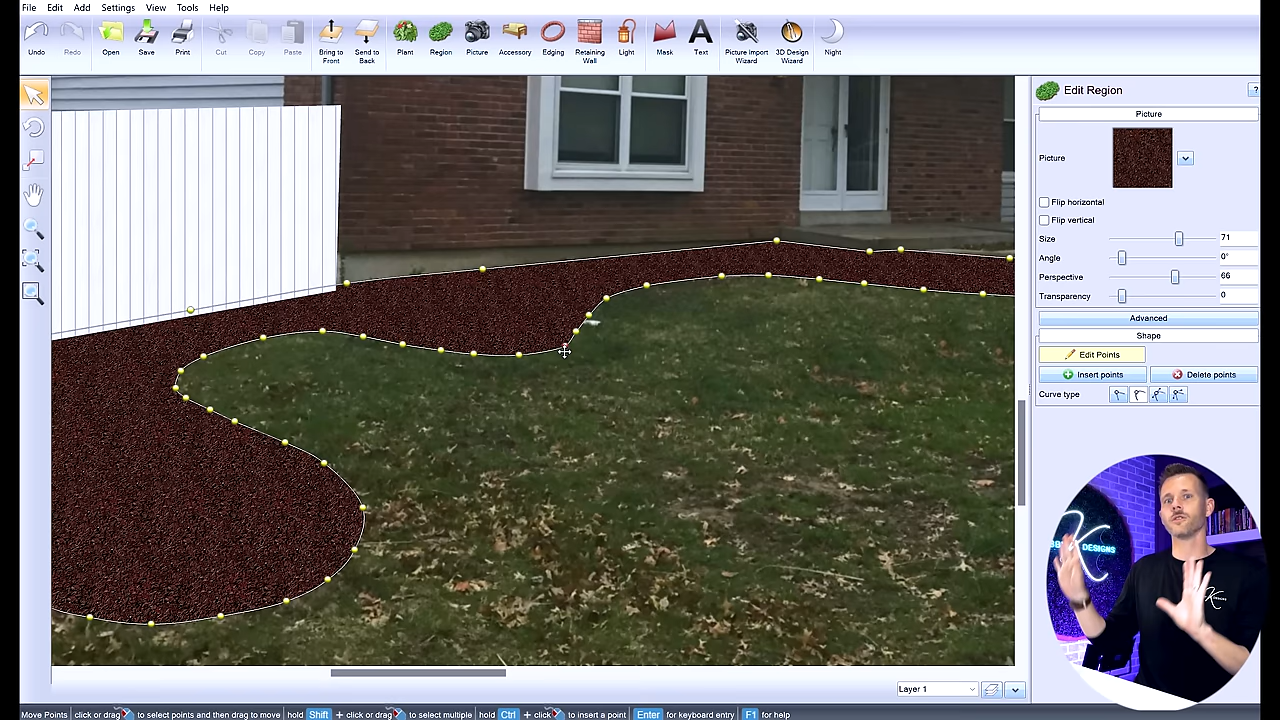 File Edit Add Settings View Tools Help
Undo Redo Open Save Print Cut Copy Paste Bring to Front Send to Back Plant Region Picture Accessory Edging Retaining Wall Light Mask Text Picture Import Wizard 3D Design Wizard Night
Edit Region ?
Picture
Picture
Flip horizontal
Flip vertical
Size 71
Angle 0°
Perspective 66
Transparency 0
Advanced
Shape
Edit Points
Insert points Delete points
Curve type
K
DESIGNS
Layer 1
Move Points click or drag to select points and then drag to move hold Shift + click or drag to select multiple hold Ctrl + click to insert a point Enter for keyboard entry F1 for help